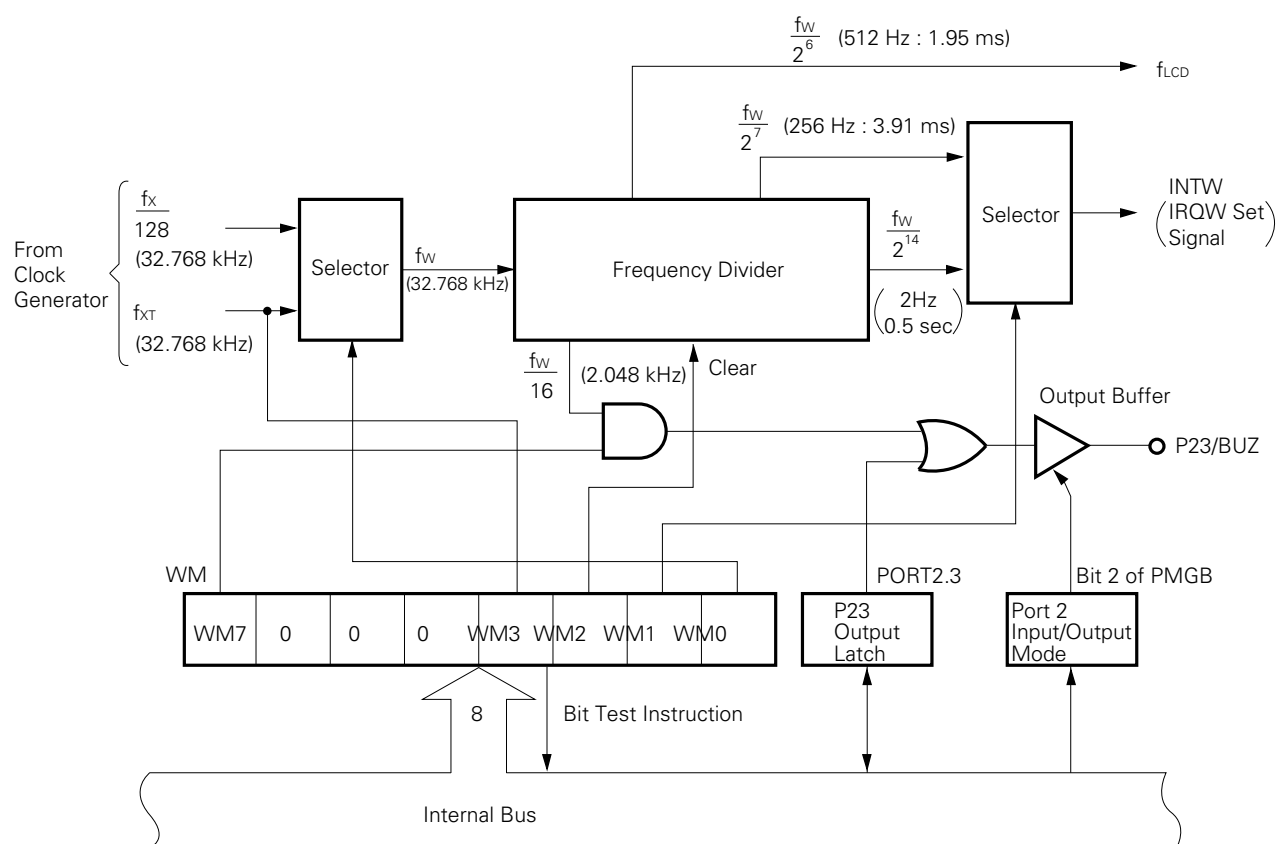 fW
2^6
(512 Hz : 1.95 ms)
fLCD
fW
2^7
(256 Hz : 3.91 ms)
From
Clock
Generator
fX
128
(32.768 kHz)
fXT
(32.768 kHz)
Selector
fW
(32.768 kHz)
Frequency Divider
fW
2^14
(2Hz
0.5 sec)
Selector
INTW
(IRQW Set)
Signal
fW
16
(2.048 kHz)
Clear
Output Buffer
P23/BUZ
WM
WM7 0 0 0 WM3 WM2 WM1 WM0
PORT2.3
P23
Output
Latch
Bit 2 of PMGB
Port 2
Input/Output
Mode
8
Bit Test Instruction
Internal Bus